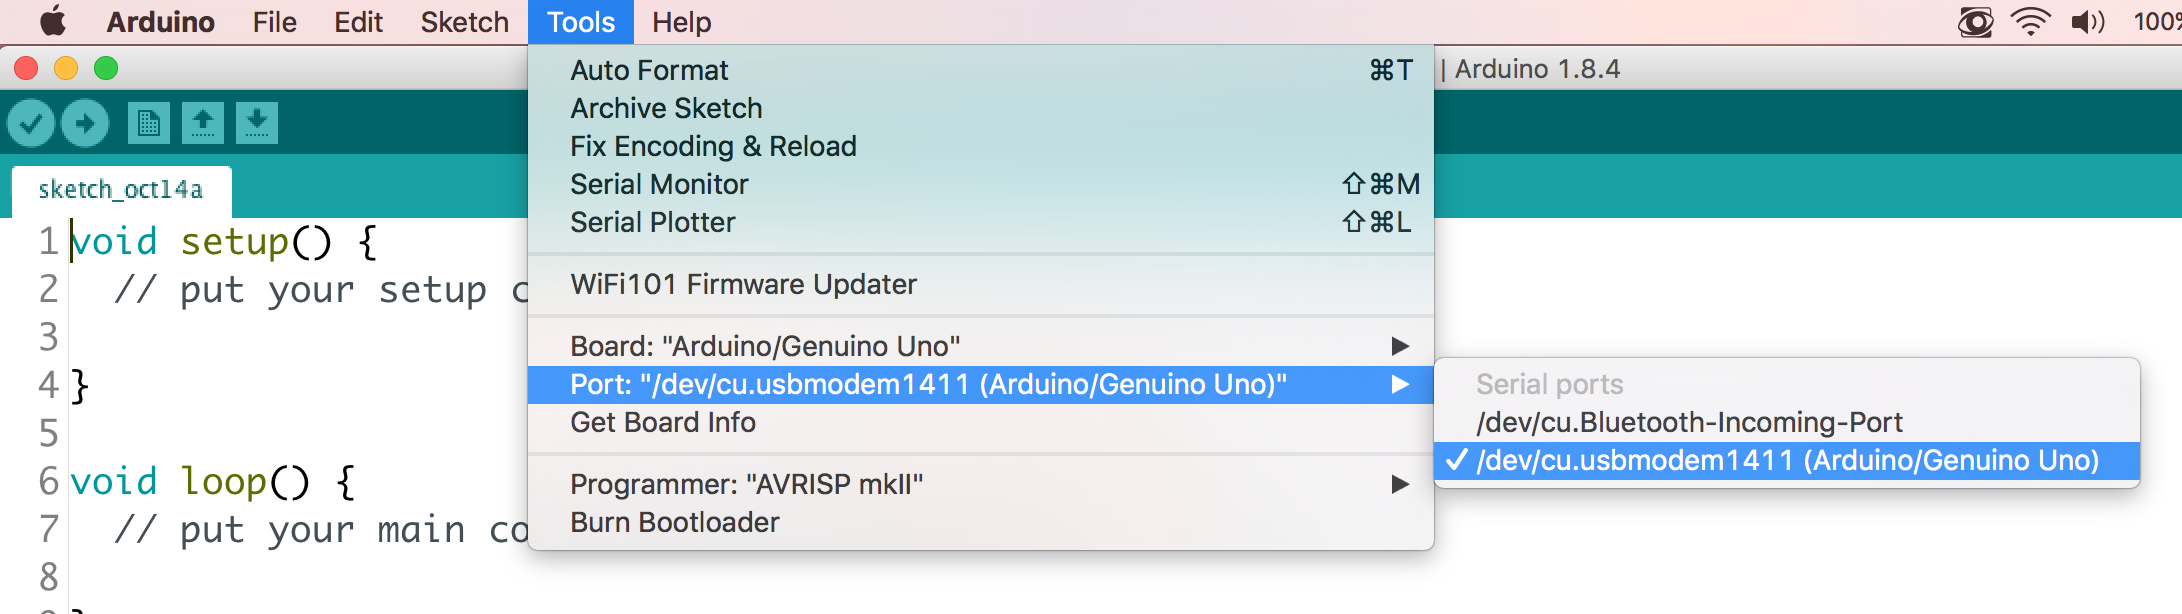 Arduino File Edit Sketch Tools Help 100%
| Arduino 1.8.4
Auto Format ⌘T
Archive Sketch
Fix Encoding & Reload
Serial Monitor ⇧⌘M
Serial Plotter ⇧⌘L
WiFi101 Firmware Updater
Board: "Arduino/Genuino Uno"
Port: "/dev/cu.usbmodem1411 (Arduino/Genuino Uno)"
Get Board Info
Programmer: "AVRISP mkII"
Burn Bootloader
Serial ports
/dev/cu.Bluetooth-Incoming-Port
✓ /dev/cu.usbmodem1411 (Arduino/Genuino Uno)
sketch_oct14a
1 void setup() {
2 // put your setup c
3
4 }
5
6 void loop() {
7 // put your main co
8